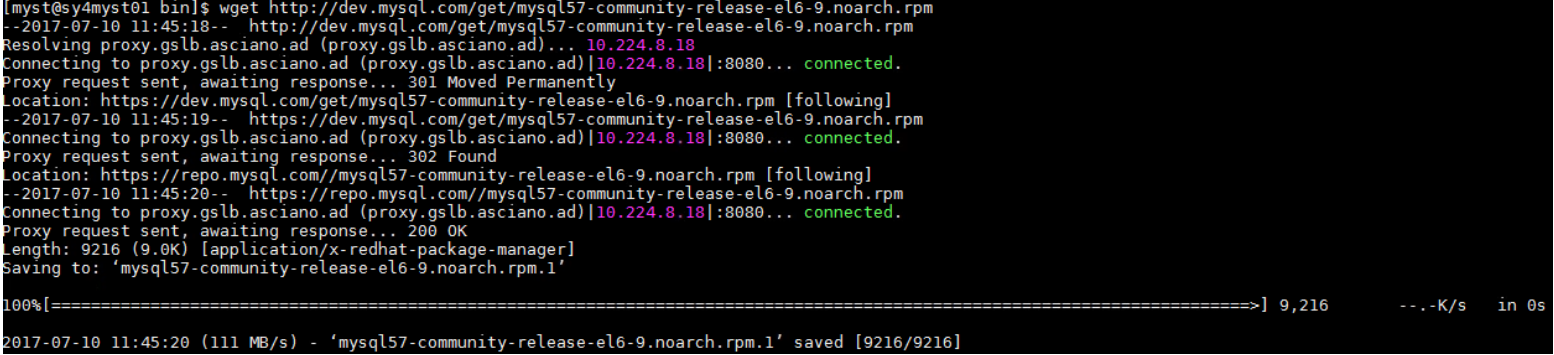 [myst@sy4myst01 bin]$ wget http://dev.mysql.com/get/mysql57-community-release-el6-9.noarch.rpm
--2017-07-10 11:45:18--  http://dev.mysql.com/get/mysql57-community-release-el6-9.noarch.rpm
Resolving proxy.gslb.asciano.ad (proxy.gslb.asciano.ad)... 10.224.8.18
Connecting to proxy.gslb.asciano.ad (proxy.gslb.asciano.ad)|10.224.8.18|:8080... connected.
Proxy request sent, awaiting response... 301 Moved Permanently
Location: https://dev.mysql.com/get/mysql57-community-release-el6-9.noarch.rpm [following]
--2017-07-10 11:45:19--  https://dev.mysql.com/get/mysql57-community-release-el6-9.noarch.rpm
Connecting to proxy.gslb.asciano.ad (proxy.gslb.asciano.ad)|10.224.8.18|:8080... connected.
Proxy request sent, awaiting response... 302 Found
Location: https://repo.mysql.com//mysql57-community-release-el6-9.noarch.rpm [following]
--2017-07-10 11:45:20--  https://repo.mysql.com//mysql57-community-release-el6-9.noarch.rpm
Connecting to proxy.gslb.asciano.ad (proxy.gslb.asciano.ad)|10.224.8.18|:8080... connected.
Proxy request sent, awaiting response... 200 OK
Length: 9216 (9.0K) [application/x-redhat-package-manager]
Saving to: ‘mysql57-community-release-el6-9.noarch.rpm.1’
100%[=========================================================================================================================>] 9,216       --.-K/s   in 0s
2017-07-10 11:45:20 (111 MB/s) - ‘mysql57-community-release-el6-9.noarch.rpm.1’ saved [9216/9216]